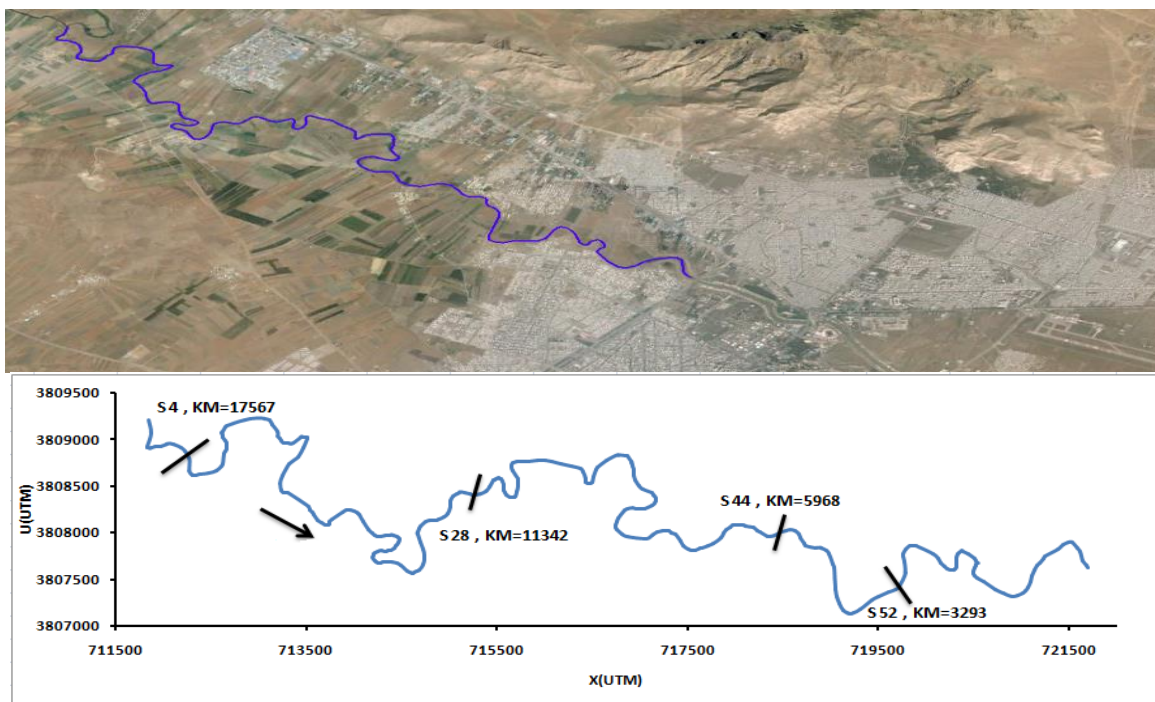 3809500
3809000
3808500
3808000
3807500
3807000
U(UTM)
S4 , KM=17567
S28 , KM=11342
S44 , KM=5968
S52 , KM=3293
711500 713500 715500 717500 719500 721500
X(UTM)